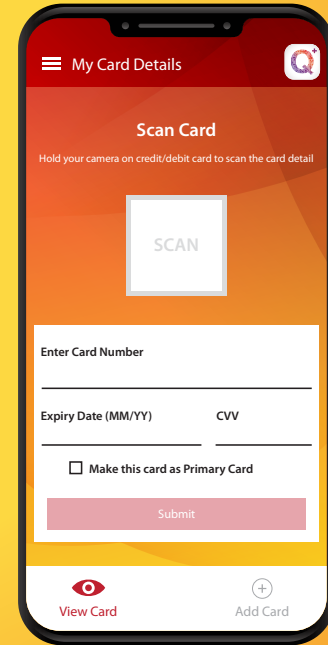 My Card Details
Q+
Scan Card
Hold your camera on credit/debit card to scan the card detail
SCAN
Enter Card Number
Expiry Date (MM/YY) CVV
Make this card as Primary Card
Submit
View Card Add Card